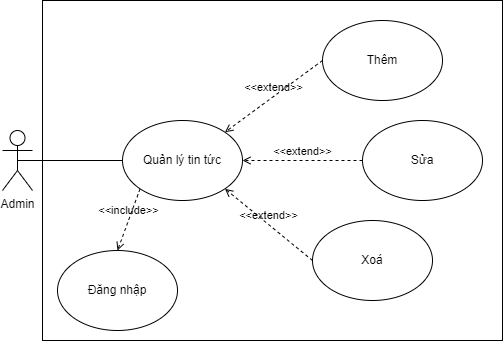 Thêm
<<extend>>
Quản lý tin tức
<<extend>>
Sửa
Admin
<<include>>
<<extend>>
Xoá
Đăng nhập